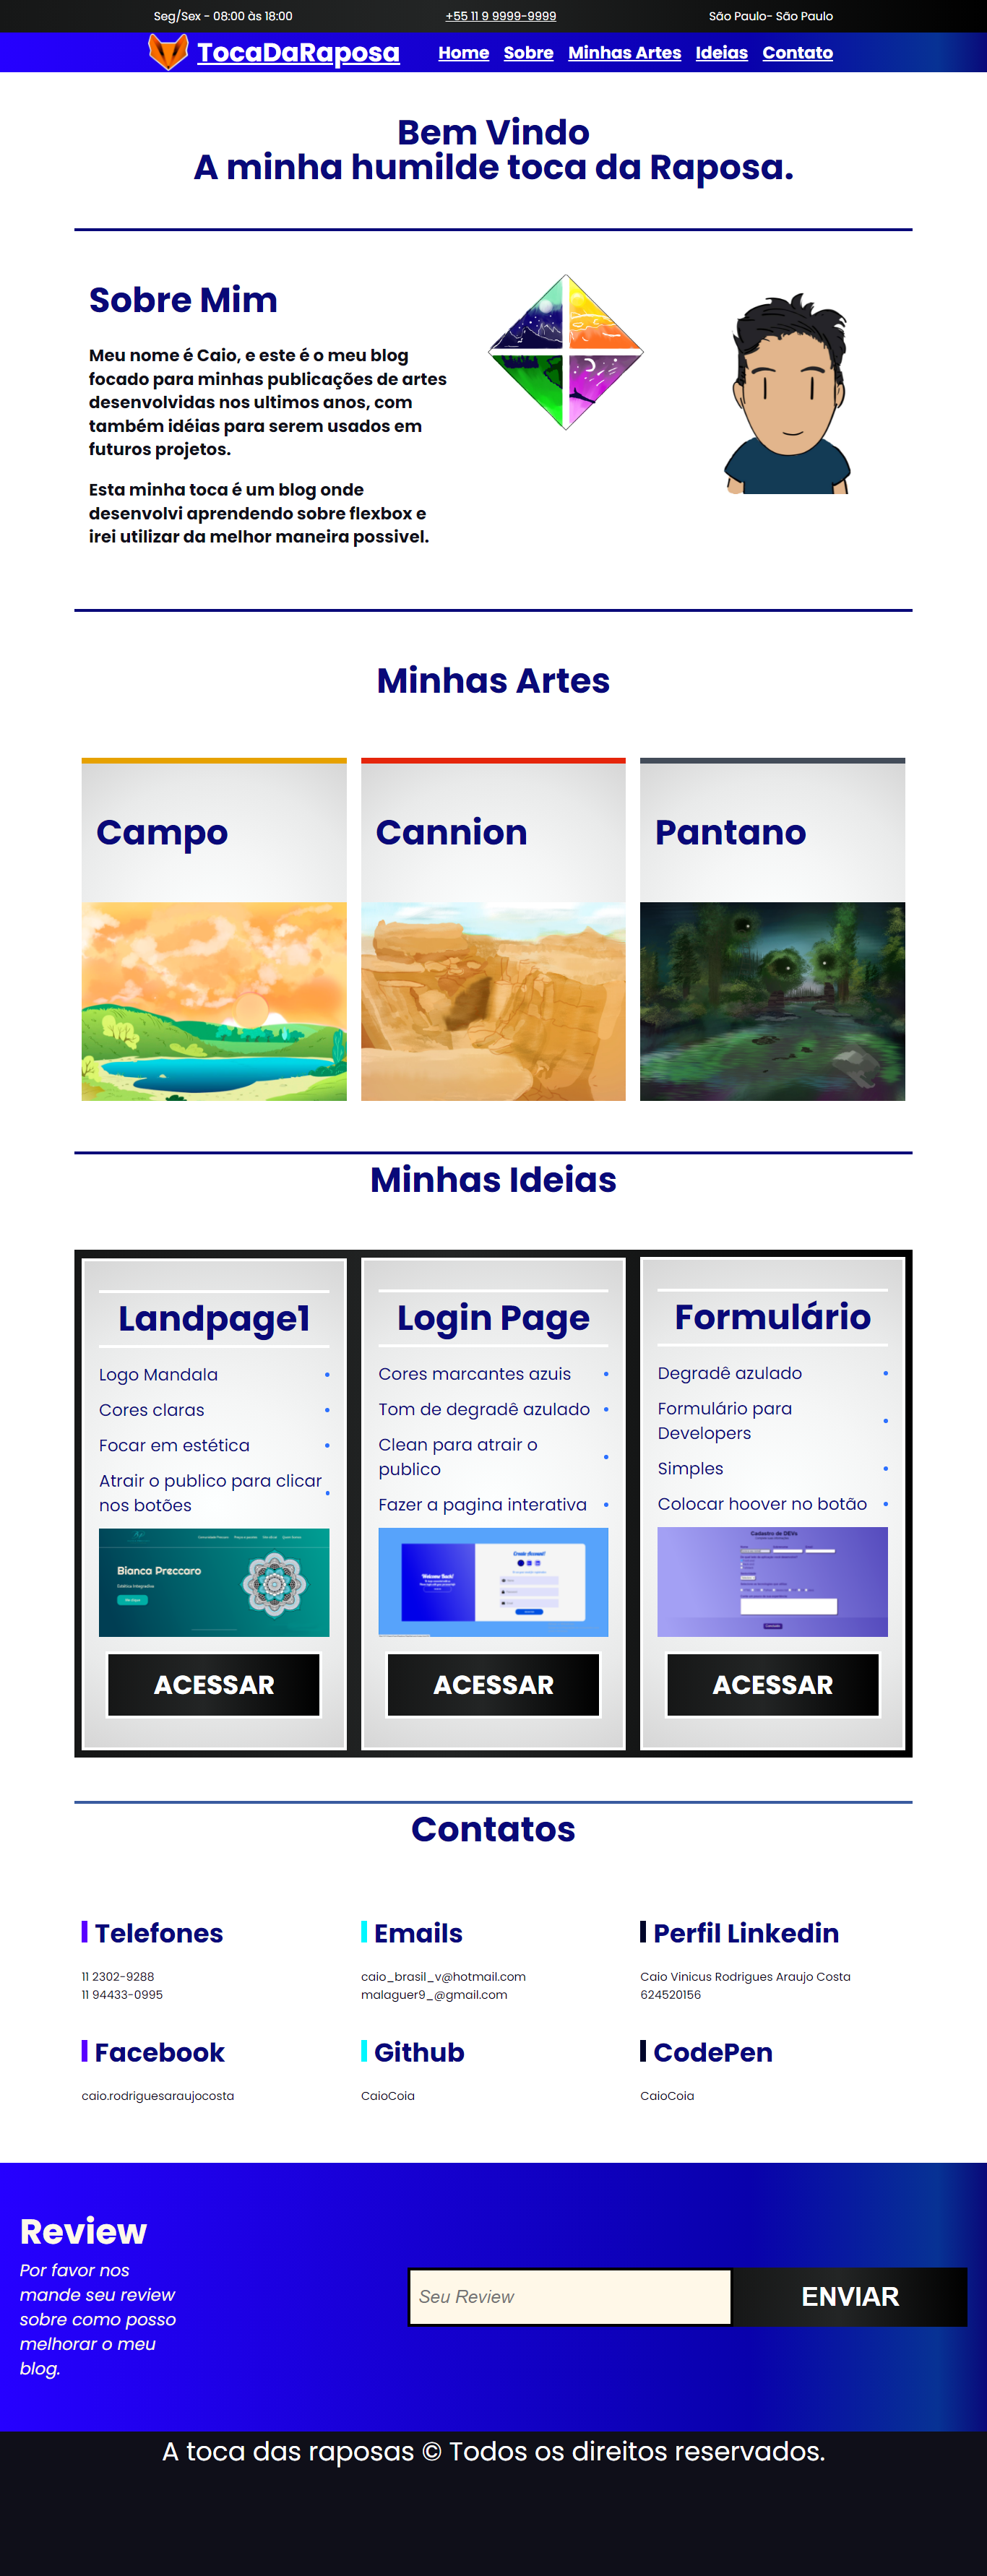 Seg/Sex - 08:00 às 18:00
+55 11 9 9999-9999
São Paulo- São Paulo
TocaDaRaposa
Home Sobre Minhas Artes Ideias Contato
Bem Vindo
A minha humilde toca da Raposa.
Sobre Mim
Meu nome é Caio, e este é o meu blog
focado para minhas publicações de artes
desenvolvidas nos ultimos anos, com
também idéias para serem usados em
futuros projetos.
Esta minha toca é um blog onde
desenvolvi aprendendo sobre flexbox e
irei utilizar da melhor maneira possivel.
Minhas Artes
Campo
Cannion
Pantano
Minhas Ideias
Landpage1
Logo Mandala
Cores claras
Focar em estética
Atrair o publico para clicar
nos botões
Bianca Preccaro
Estética Integrativa
ACESSAR
Login Page
Cores marcantes azuis
Tom de degradê azulado
Clean para atrair o
publico
Fazer a pagina interativa
Welcome Back!
Create Account!
ACESSAR
Formulário
Degradê azulado
Formulário para
Developers
Simples
Colocar hoover no botão
Cadastro de DEVs
ACESSAR
Contatos
Telefones
11 2302-9288
11 94433-0995
Emails
caio_brasil_v@hotmail.com
malaguer9_@gmail.com
Perfil Linkedin
Caio Vinicus Rodrigues Araujo Costa
624520156
Facebook
caio.rodriguesaraujocosta
Github
CaioCoia
CodePen
CaioCoia
Review
Por favor nos
mande seu review
sobre como posso
melhorar o meu
blog.
Seu Review
ENVIAR
A toca das raposas © Todos os direitos reservados.